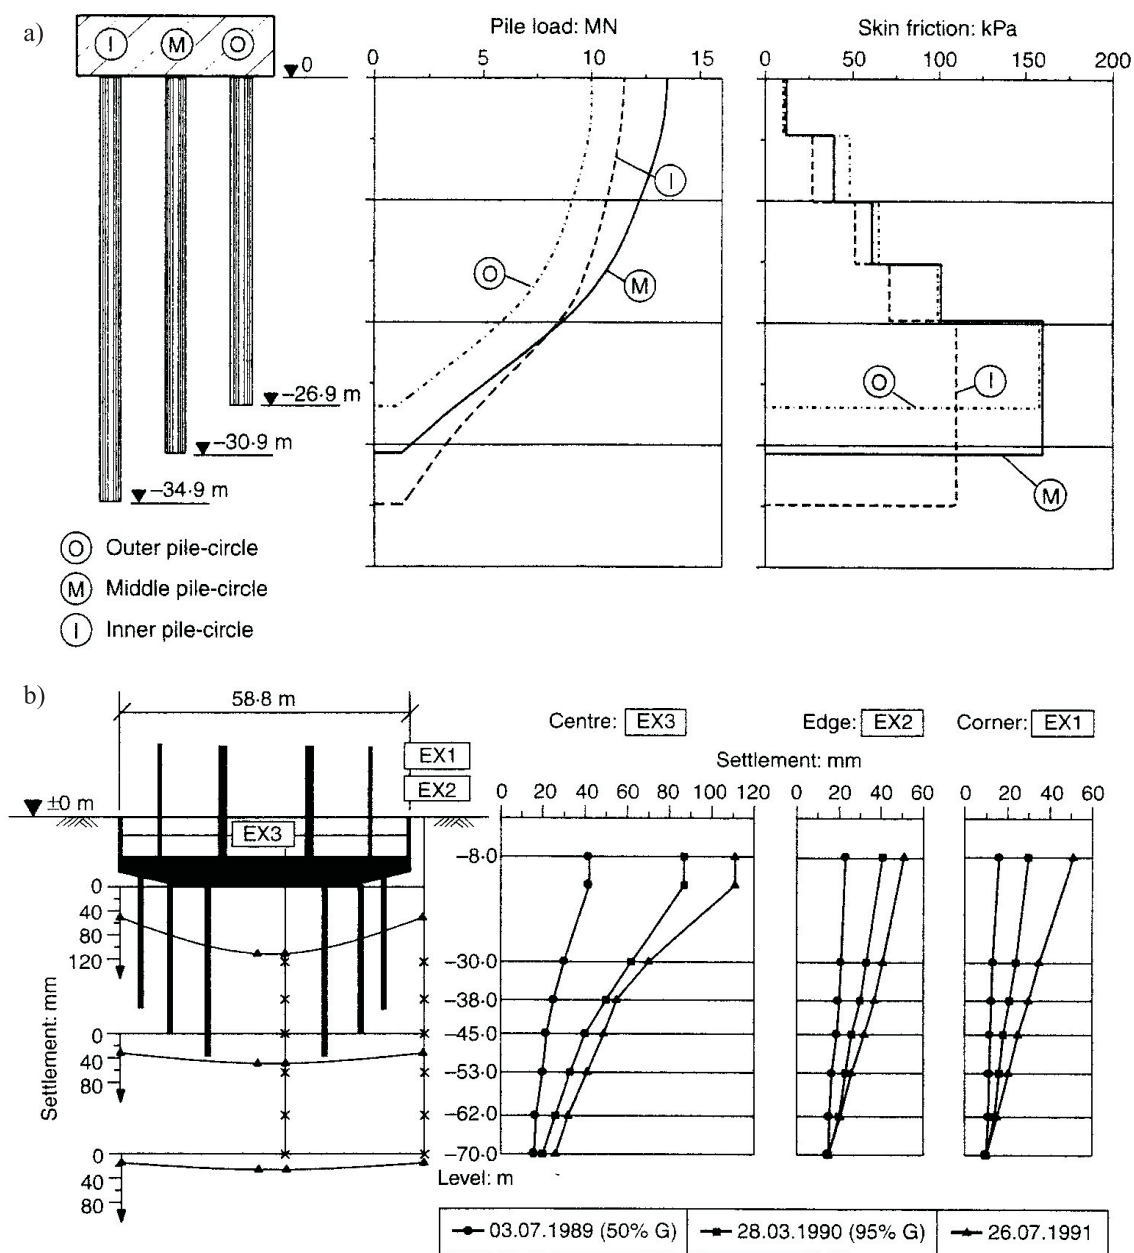 a)
I M O
0
Pile load: MN
0 5 10 15
Skin friction: kPa
0 50 100 150 200
I
O
M
O
I
M
−26·9 m
−30·9 m
−34·9 m
O Outer pile-circle
M Middle pile-circle
I Inner pile-circle
b)
58·8 m
EX1
EX2
±0 m
EX3
0
40
80
120
0
40
80
0
40
80
Settlement: mm
Centre: EX3 Edge: EX2 Corner: EX1
Settlement: mm
0 20 40 60 80 100 120 0 20 40 60 0 20 40 60
−8·0
−30·0
−38·0
−45·0
−53·0
−62·0
−70·0
Level: m
03.07.1989 (50% G) 28.03.1990 (95% G) 26.07.1991